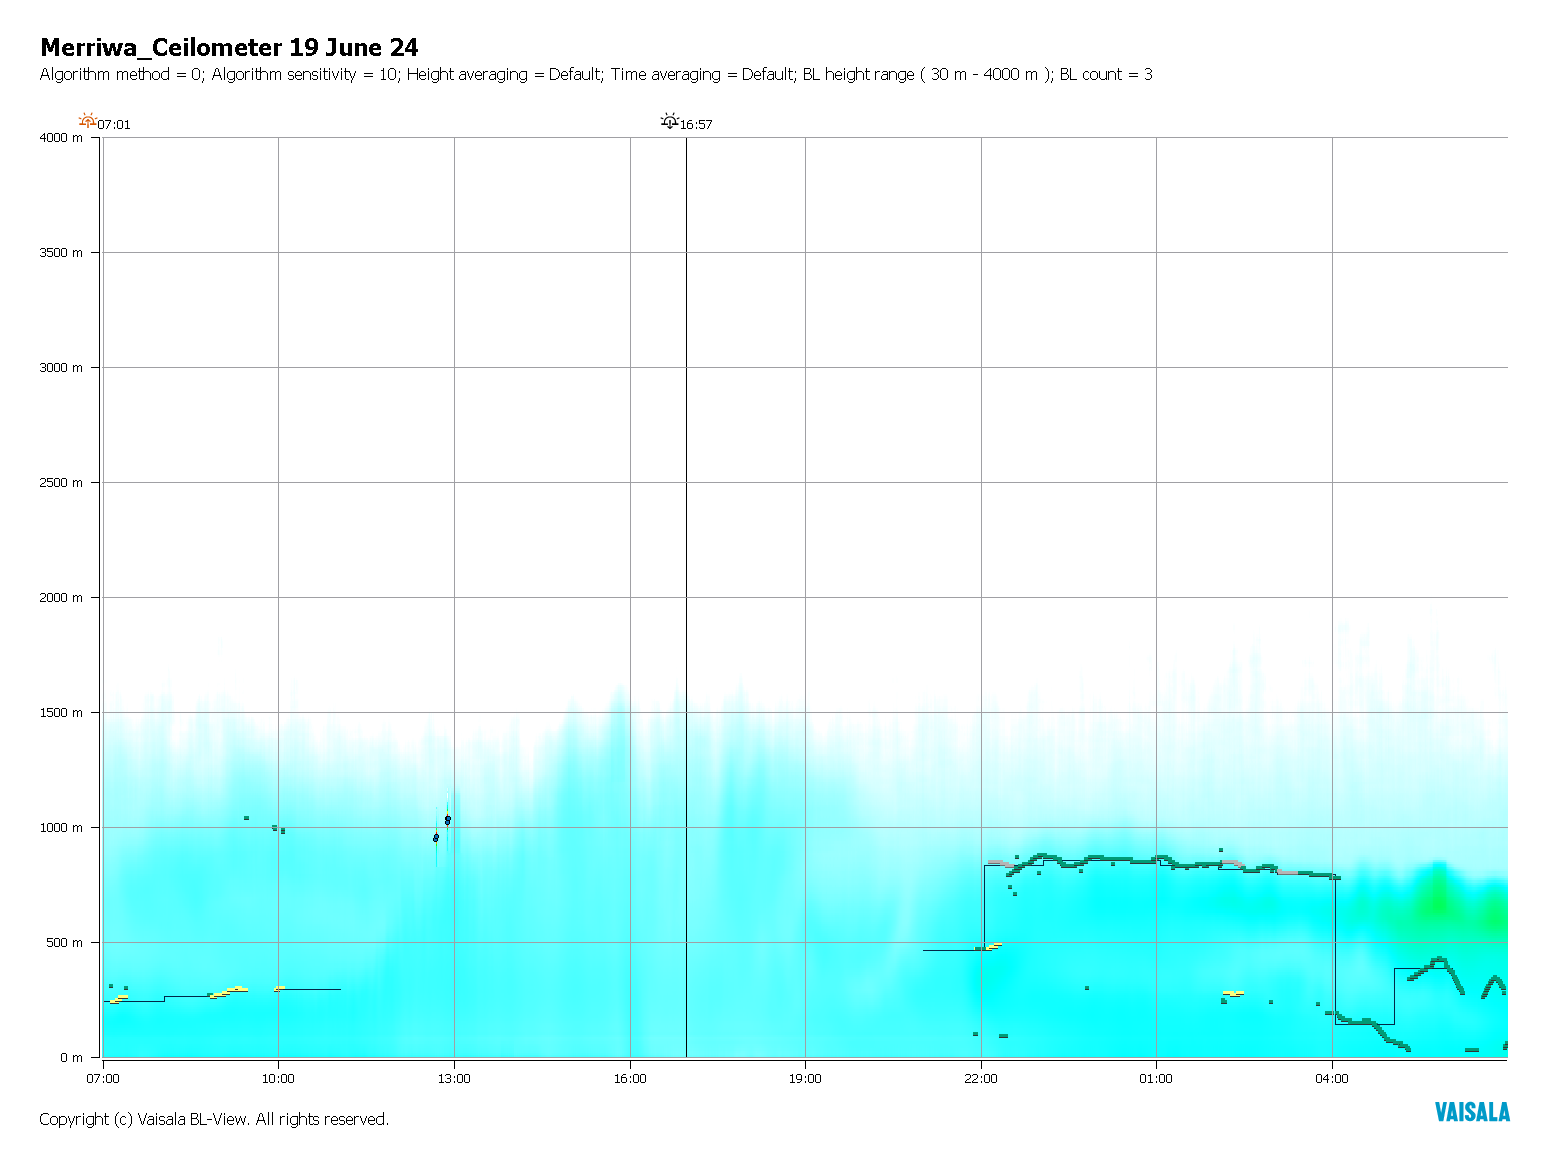 Merriwa_Ceilometer 19 June 24
Algorithm method = 0; Algorithm sensitivity = 10; Height averaging = Default; Time averaging = Default; BL height range ( 30 m - 4000 m ); BL count = 3
07:01 16:57
4000 m
3500 m
3000 m
2500 m
2000 m
1500 m
1000 m
500 m
0 m
07:00 10:00 13:00 16:00 19:00 22:00 01:00 04:00
Copyright (c) Vaisala BL-View. All rights reserved.
VAISALA